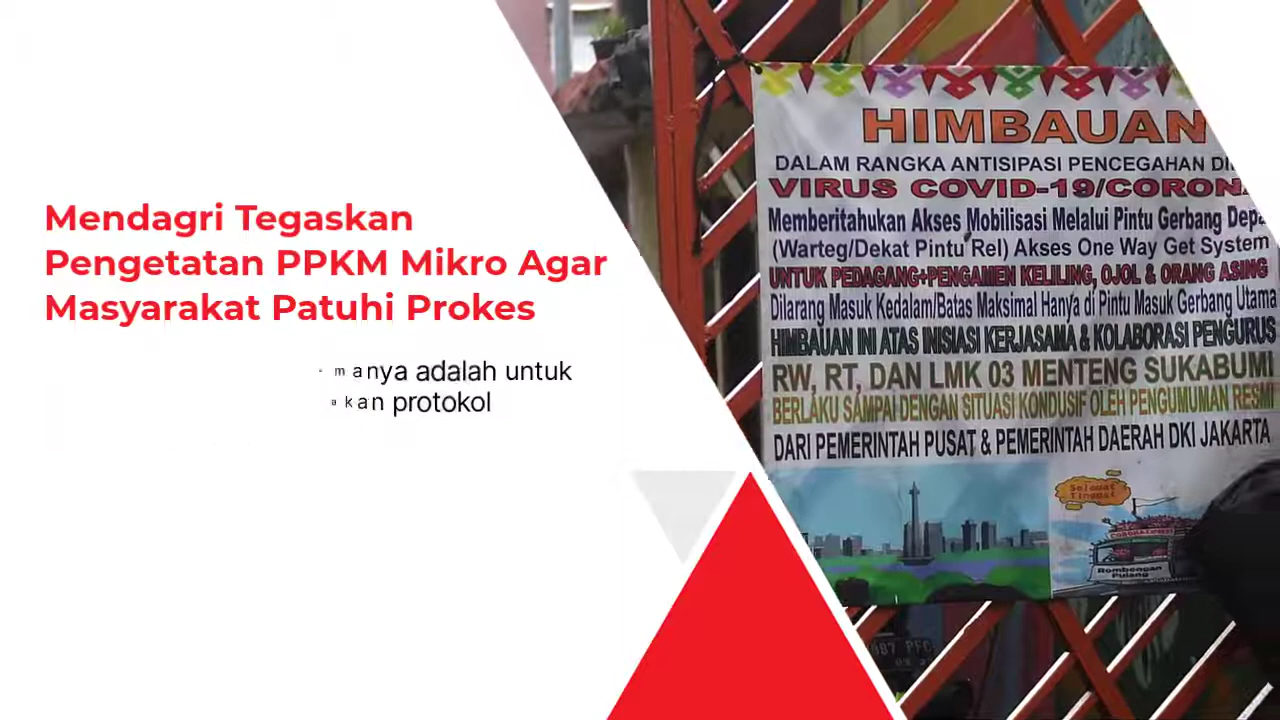 Mendagri Tegaskan
Pengetatan PPKM Mikro Agar
Masyarakat Patuhi Prokes
manya adalah untuk
akan protokol
HIMBAUAN
DALAM RANGKA ANTISIPASI PENCEGAHAN DI
VIRUS COVID-19/CORONA
Memberitahukan Akses Mobilisasi Melalui Pintu Gerbang Depa
(Warteg/Dekat Pintu Rel) Akses One Way Get System
UNTUK PEDAGANG+PENGAMEN KELILING, OJOL & ORANG ASING
Dilarang Masuk Kedalam/Batas Maksimal Hanya di Pintu Masuk Gerbang Utama
HIMBAUAN INI ATAS INISIASI KERJASAMA & KOLABORASI PENGURUS
RW, RT, DAN LMK 03 MENTENG SUKABUMI
BERLAKU SAMPAI DENGAN SITUASI KONDUSIF OLEH PENGUMUMAN RESMI
DARI PEMERINTAH PUSAT & PEMERINTAH DAERAH DKI JAKARTA
Selamat
Tinggal
Rombongan
Pulang